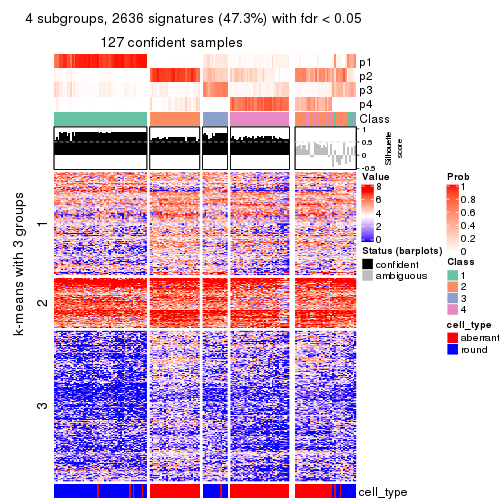 4 subgroups, 2636 signatures (47.3%) with fdr < 0.05
127 confident samples
p1
p2
p3
p4
Class
1
0.5
0
-0.5
Silhouette
score
k-means with 3 groups
1
2
3
cell_type
Value
8
6
4
2
0
Status (barplots)
confident
ambiguous
Prob
1
0.8
0.6
0.4
0.2
0
Class
1
2
3
4
cell_type
aberrant
round